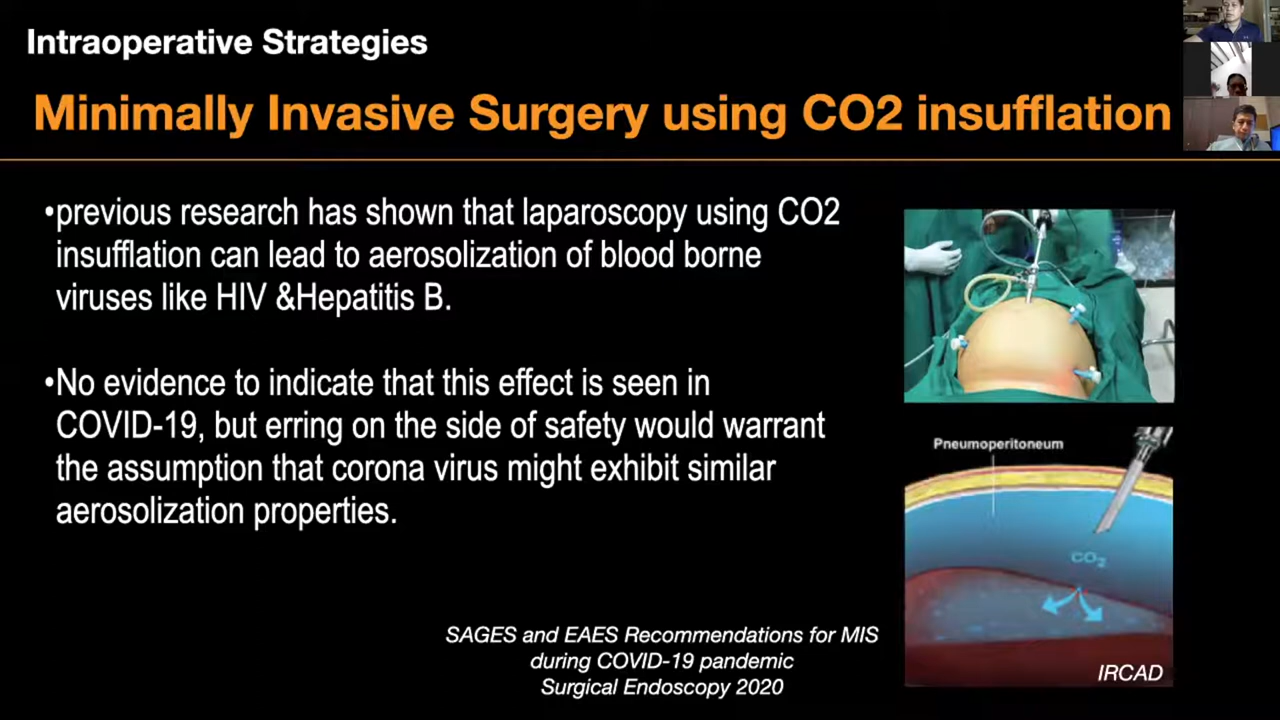 Intraoperative Strategies
Minimally Invasive Surgery using CO2 insufflation
•previous research has shown that laparoscopy using CO2
insufflation can lead to aerosolization of blood borne
viruses like HIV &Hepatitis B.
•No evidence to indicate that this effect is seen in
COVID-19, but erring on the side of safety would warrant
the assumption that corona virus might exhibit similar
aerosolization properties.
Pneumoperitoneum
CO₂
IRCAD
SAGES and EAES Recommendations for MIS
during COVID-19 pandemic
Surgical Endoscopy 2020